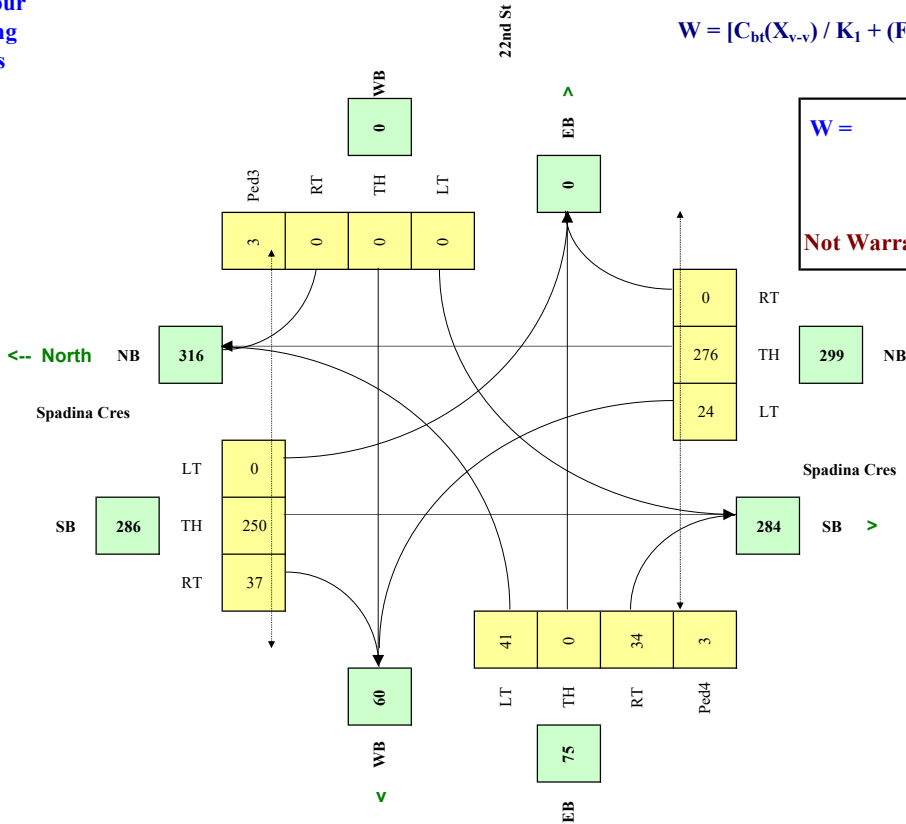 our
ng
s
22nd St
W = [Cbt(Xv-v) / K1 + (F
WB
0
^
EB
0
W =
Not Warra
Ped3
RT
TH
LT
3
0
0
0
0
RT
276
TH
24
LT
299
NB
<-- North
NB
316
Spadina Cres
Spadina Cres
LT
0
SB
286
TH
250
RT
37
284
SB
>
41
0
34
3
LT
TH
RT
Ped4
60
WB
v
75
EB